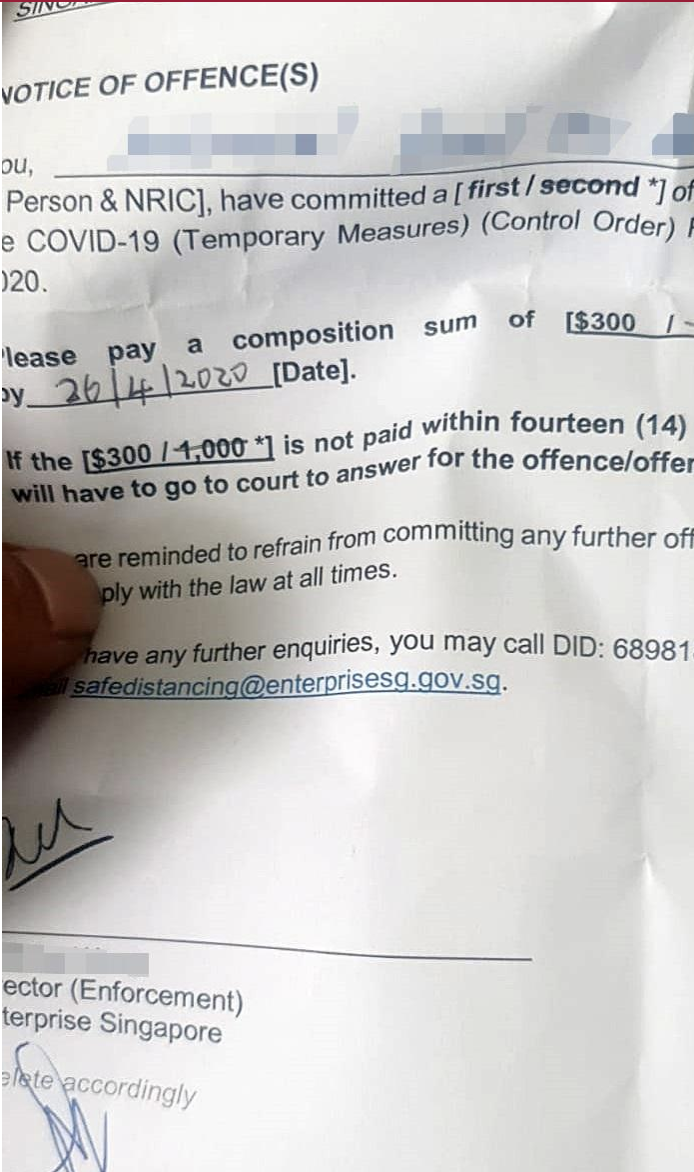 NOTICE OF OFFENCE(S)
ou,
Person & NRIC], have committed a [ first / second *] of
e COVID-19 (Temporary Measures) (Control Order) R
020.
lease pay a composition sum of [$300 / -
by 26/4/2020 [Date].
If the [$300 / 1,000 *] is not paid within fourteen (14)
will have to go to court to answer for the offence/offen
are reminded to refrain from committing any further off
ply with the law at all times.
have any further enquiries, you may call DID: 68981
safedistancing@enterprisesg.gov.sg.
ector (Enforcement)
terprise Singapore
elete accordingly